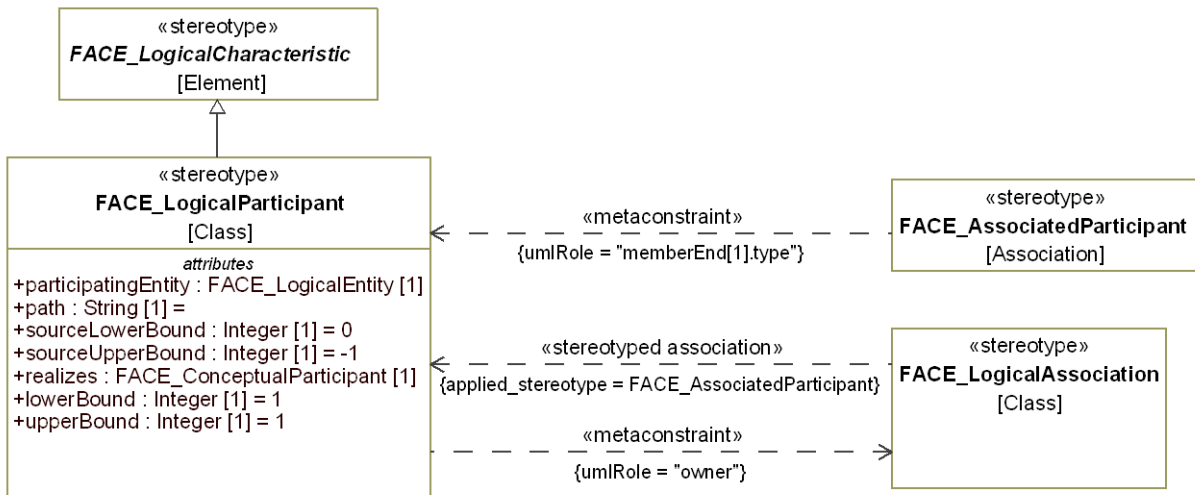 «stereotype»
FACE_LogicalCharacteristic
[Element]
«stereotype»
FACE_LogicalParticipant
[Class]
attributes
+participatingEntity : FACE_LogicalEntity [1]
+path : String [1] =
+sourceLowerBound : Integer [1] = 0
+sourceUpperBound : Integer [1] = -1
+realizes : FACE_ConceptualParticipant [1]
+lowerBound : Integer [1] = 1
+upperBound : Integer [1] = 1
«metaconstraint»
{umlRole = "memberEnd[1].type"}
«stereotype»
FACE_AssociatedParticipant
[Association]
«stereotyped association»
{applied_stereotype = FACE_AssociatedParticipant}
«stereotype»
FACE_LogicalAssociation
[Class]
«metaconstraint»
{umlRole = "owner"}